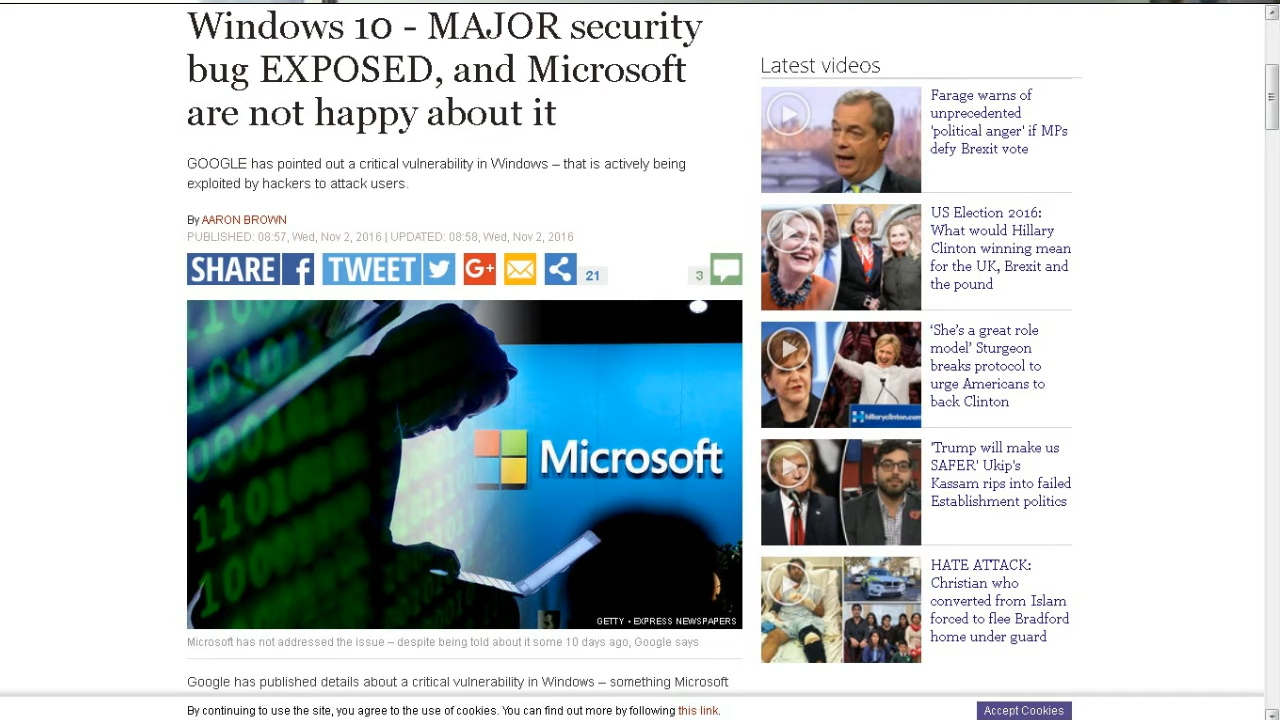 Windows 10 - MAJOR security
bug EXPOSED, and Microsoft
are not happy about it
GOOGLE has pointed out a critical vulnerability in Windows – that is actively being
exploited by hackers to attack users.
By AARON BROWN
PUBLISHED: 08:57, Wed, Nov 2, 2016 | UPDATED: 08:58, Wed, Nov 2, 2016
SHARE f TWEET G+ 21 3
Microsoft
GETTY • EXPRESS NEWSPAPERS
Microsoft has not addressed the issue – despite being told about it some 10 days ago, Google says
Google has published details about a critical vulnerability in Windows – something Microsoft
Latest videos
Farage warns of
unprecedented
'political anger' if MPs
defy Brexit vote
US Election 2016:
What would Hillary
Clinton winning mean
for the UK, Brexit and
the pound
‘She’s a great role
model’ Sturgeon
breaks protocol to
urge Americans to
back Clinton
hillaryclinton.com
'Trump will make us
SAFER' Ukip's
Kassam rips into failed
Establishment politics
HATE ATTACK:
Christian who
converted from Islam
forced to flee Bradford
home under guard
By continuing to use the site, you agree to the use of cookies. You can find out more by following this link.
Accept Cookies